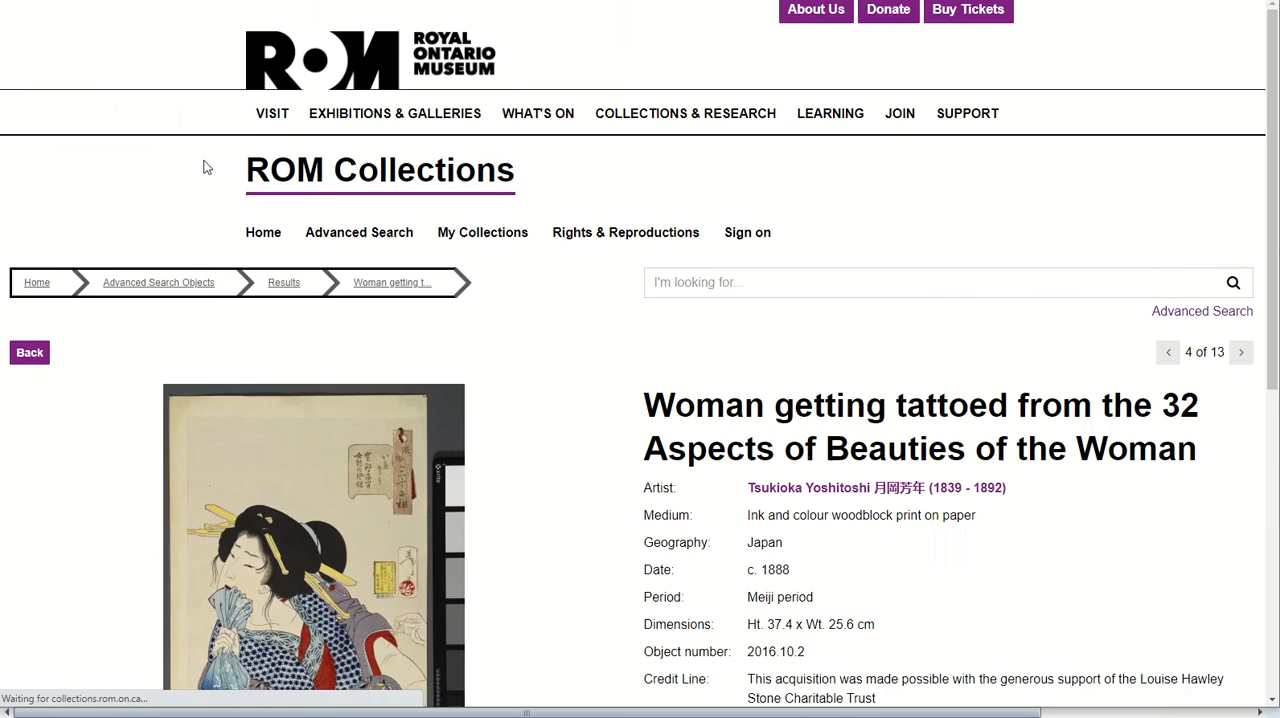 About Us Donate Buy Tickets
ROM ROYAL
ONTARIO
MUSEUM
VISIT EXHIBITIONS & GALLERIES WHAT'S ON COLLECTIONS & RESEARCH LEARNING JOIN SUPPORT
ROM Collections
Home Advanced Search My Collections Rights & Reproductions Sign on
Home Advanced Search Objects Results Woman getting t...
I'm looking for...
Advanced Search
Back
4 of 13
Woman getting tattoed from the 32
Aspects of Beauties of the Woman
Artist: Tsukioka Yoshitoshi 月岡芳年 (1839 - 1892)
Medium: Ink and colour woodblock print on paper
Geography: Japan
Date: c. 1888
Period: Meiji period
Dimensions: Ht. 37.4 x Wt. 25.6 cm
Object number: 2016.10.2
Credit Line: This acquisition was made possible with the generous support of the Louise Hawley
Stone Charitable Trust
Waiting for collections.rom.on.ca...